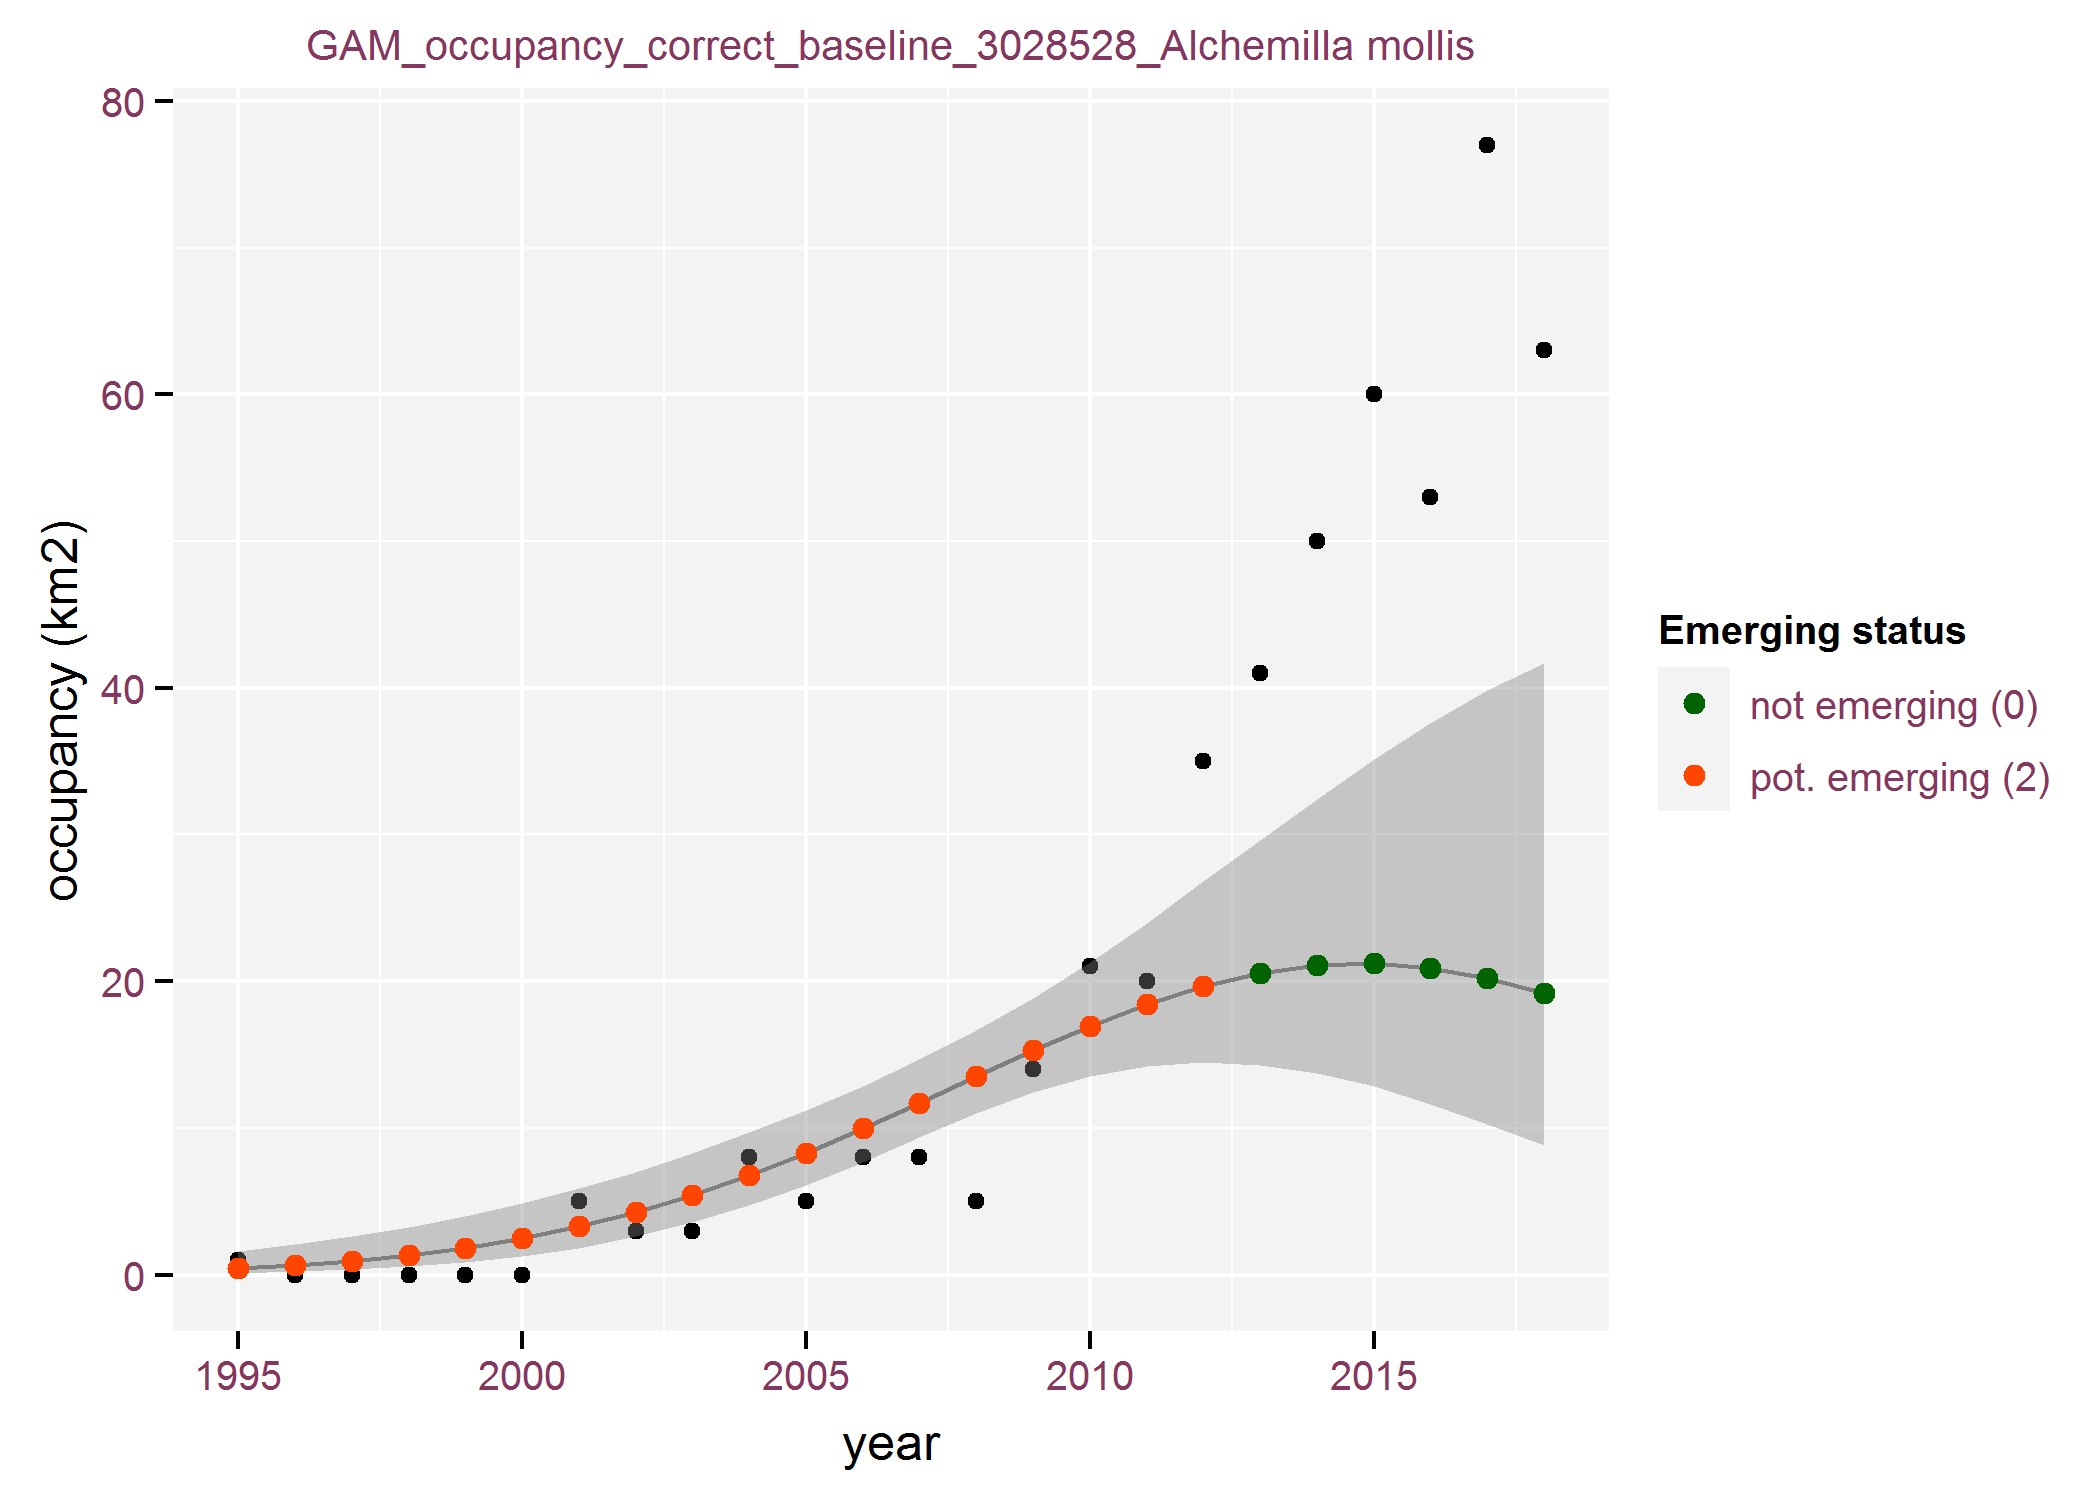 GAM_occupancy_correct_baseline_3028528_Alchemilla mollis
80
60
40
20
0
occupancy (km2)
1995 2000 2005 2010 2015
year
Emerging status
not emerging (0)
pot. emerging (2)